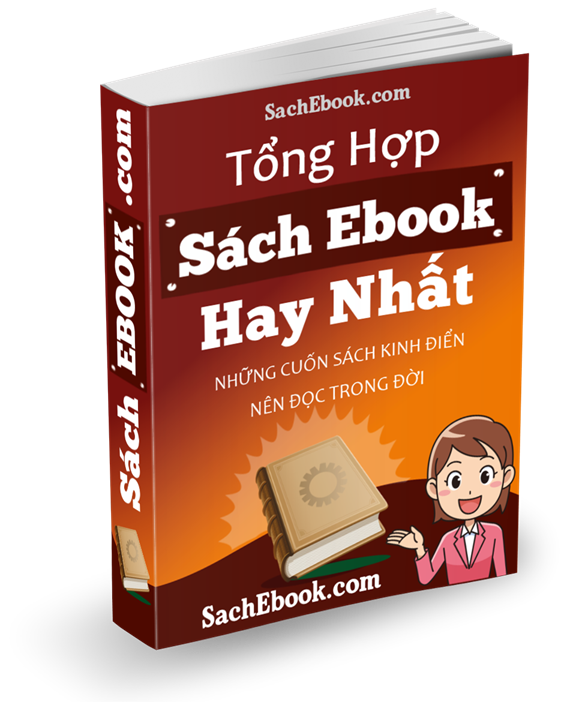 SachEbook.com
Tổng Hợp
Sách Ebook
Hay Nhất
NHỮNG CUỐN SÁCH KINH ĐIỂN
NÊN ĐỌC TRONG ĐỜI
SachEbook.com
Sách EBOOK .com